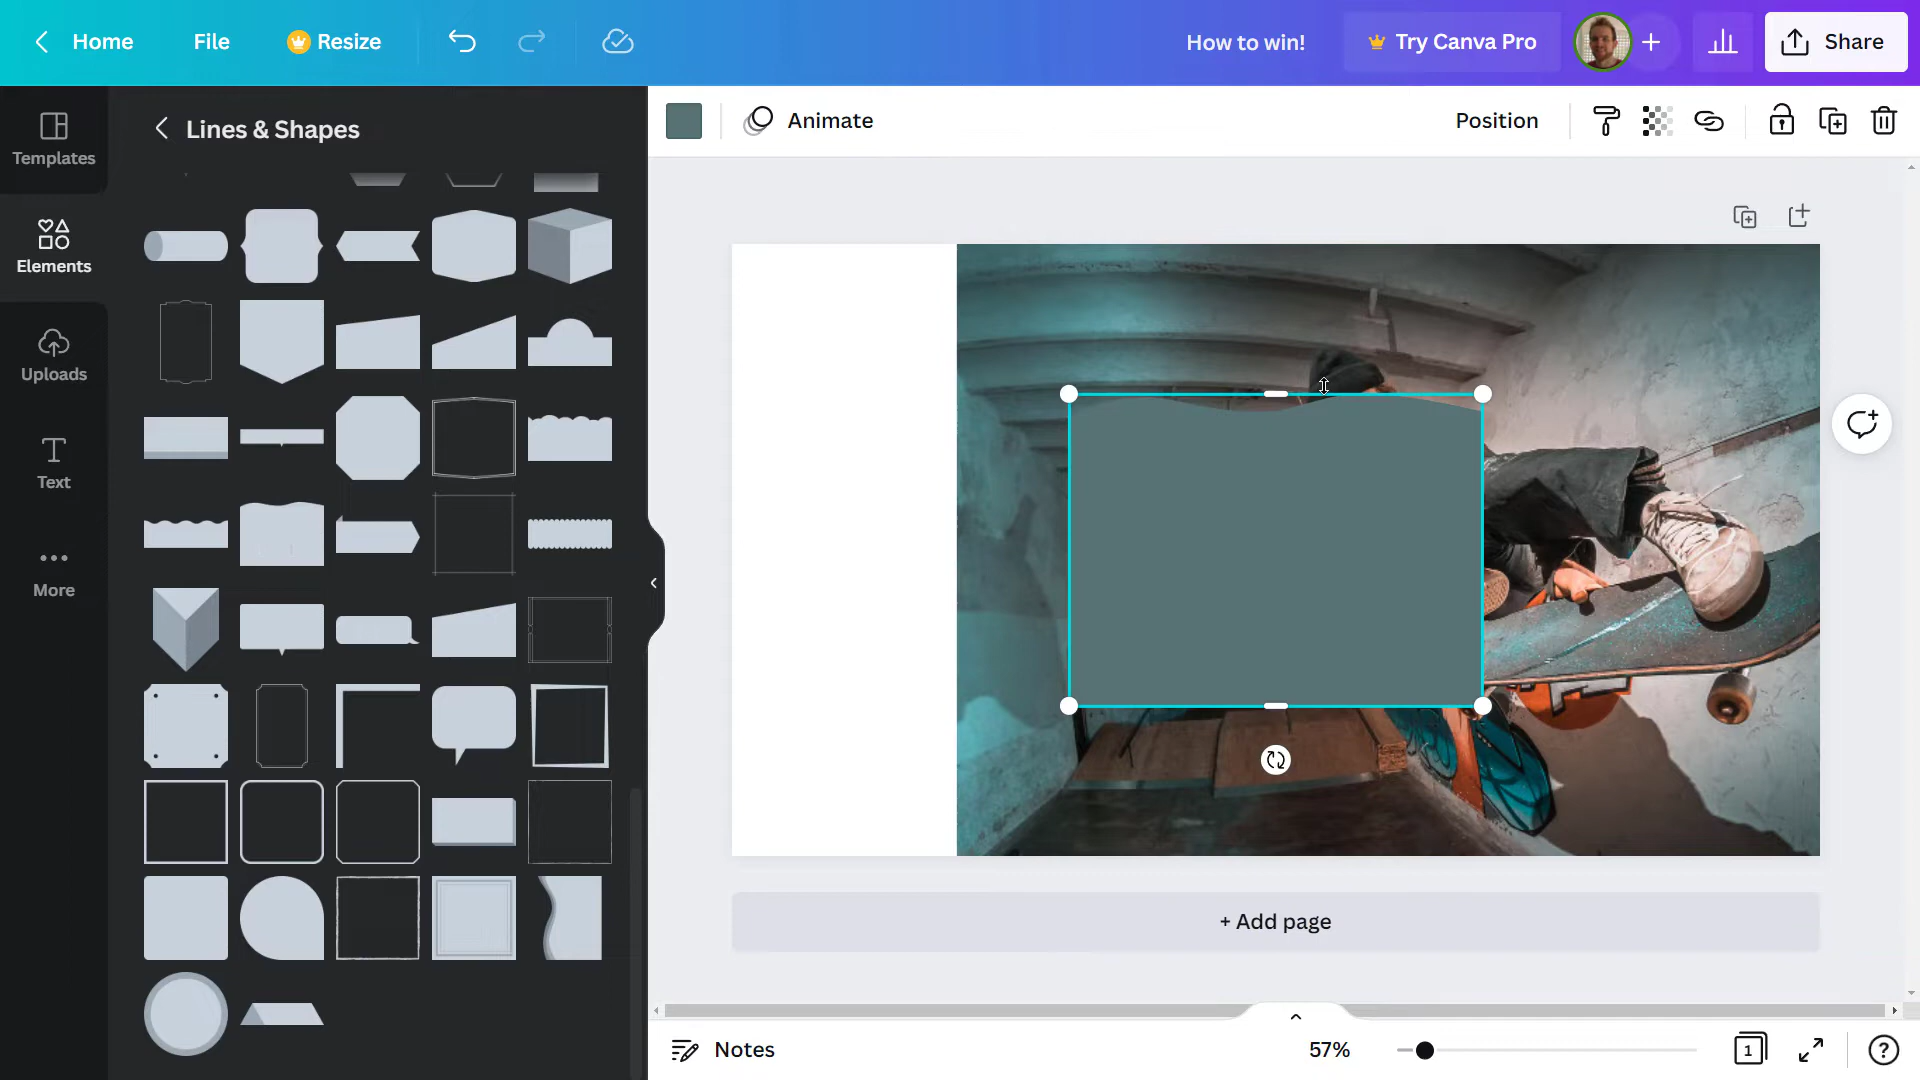 Home File Resize How to win! Try Canva Pro Share
Lines & Shapes
Animate Position
Templates
Elements
Uploads
Text
More
+ Add page
Notes 57% 1 ?